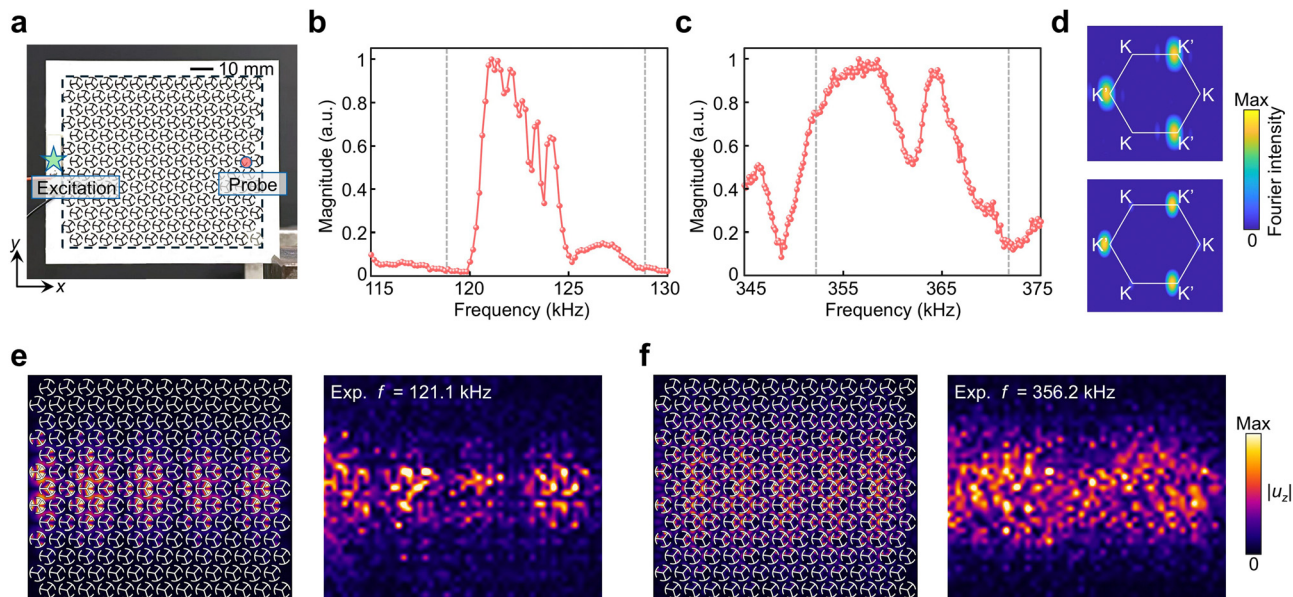 a
10 mm
Excitation
Probe
y
x
b
Magnitude (a.u.)
1
0.8
0.6
0.4
0.2
0
115
120
125
130
Frequency (kHz)
c
Magnitude (a.u.)
1
0.8
0.6
0.4
0.2
0
345
355
365
375
Frequency (kHz)
d
K K'
K' K
K K'
K K'
K' K
K K'
Max
0
Fourier intensity
e
Exp. f = 121.1 kHz
f
Exp. f = 356.2 kHz
Max
0
|uz|